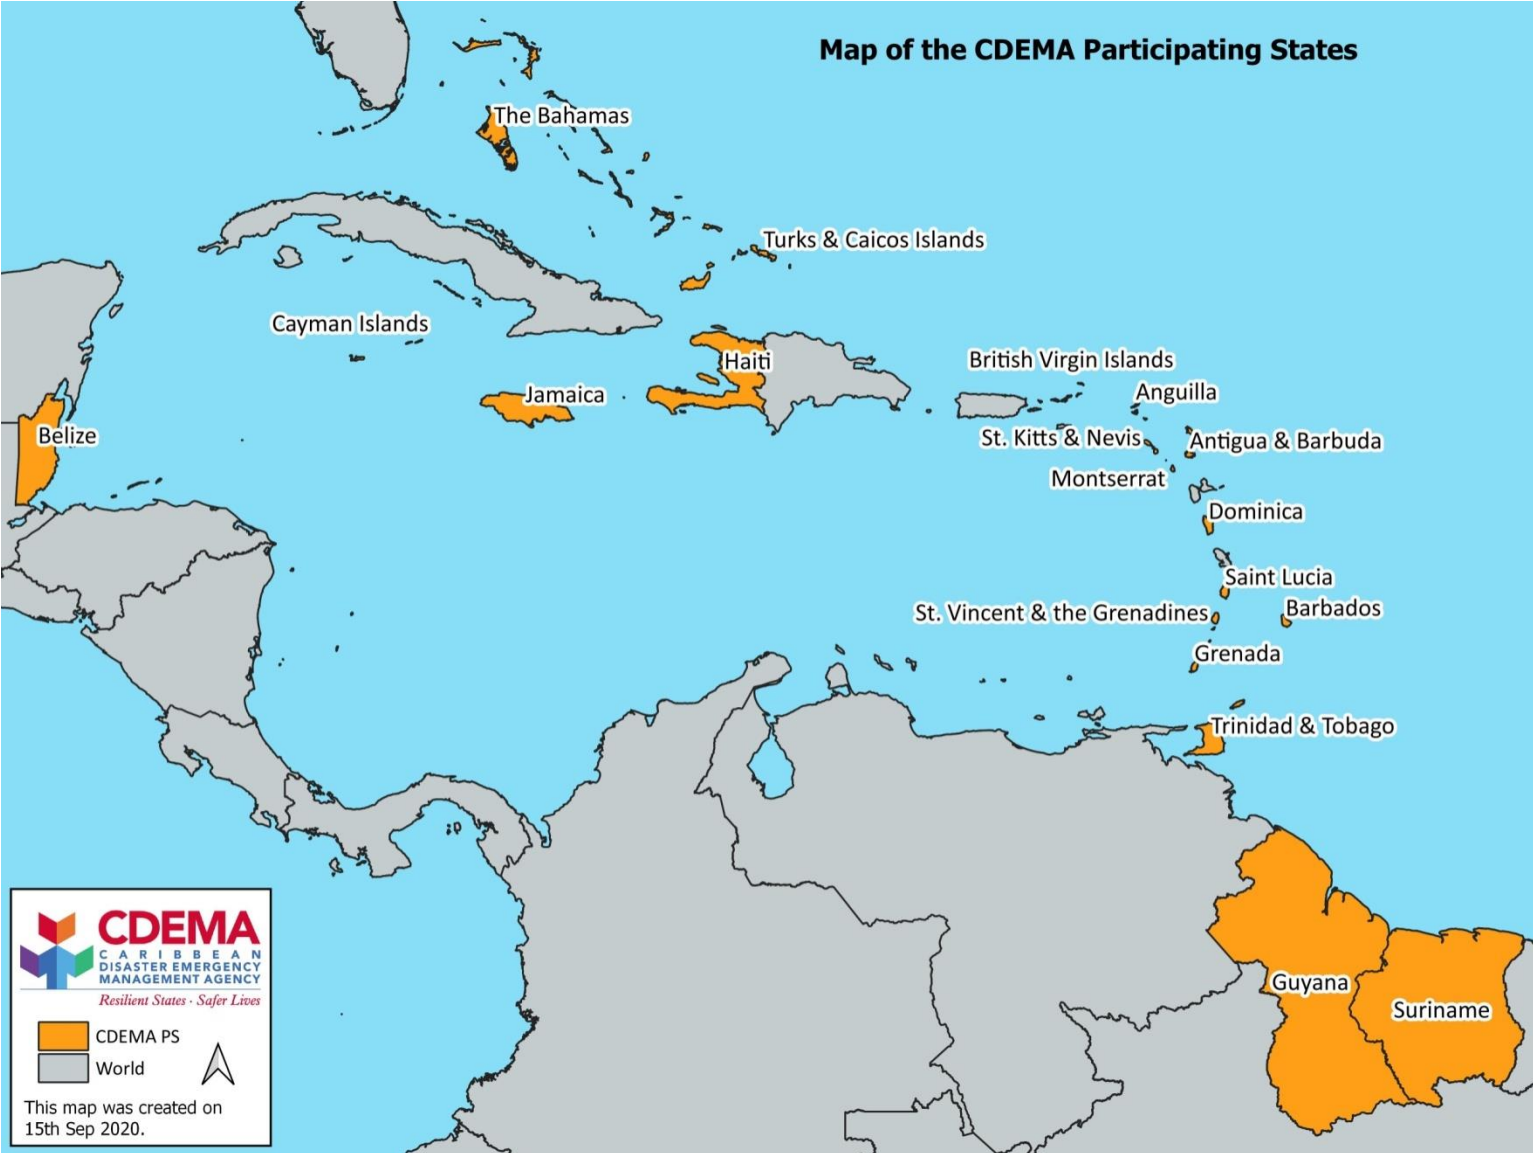 Map of the CDEMA Participating States
The Bahamas
Turks & Caicos Islands
Cayman Islands
Haiti
British Virgin Islands
Jamaica
Anguilla
Belize
St. Kitts & Nevis
Antigua & Barbuda
Montserrat
Dominica
Saint Lucia
St. Vincent & the Grenadines
Barbados
Grenada
Trinidad & Tobago
Guyana
Suriname
CDEMA
CARIBBEAN
DISASTER EMERGENCY
MANAGEMENT AGENCY
Resilient States · Safer Lives
CDEMA PS
World
This map was created on
15th Sep 2020.